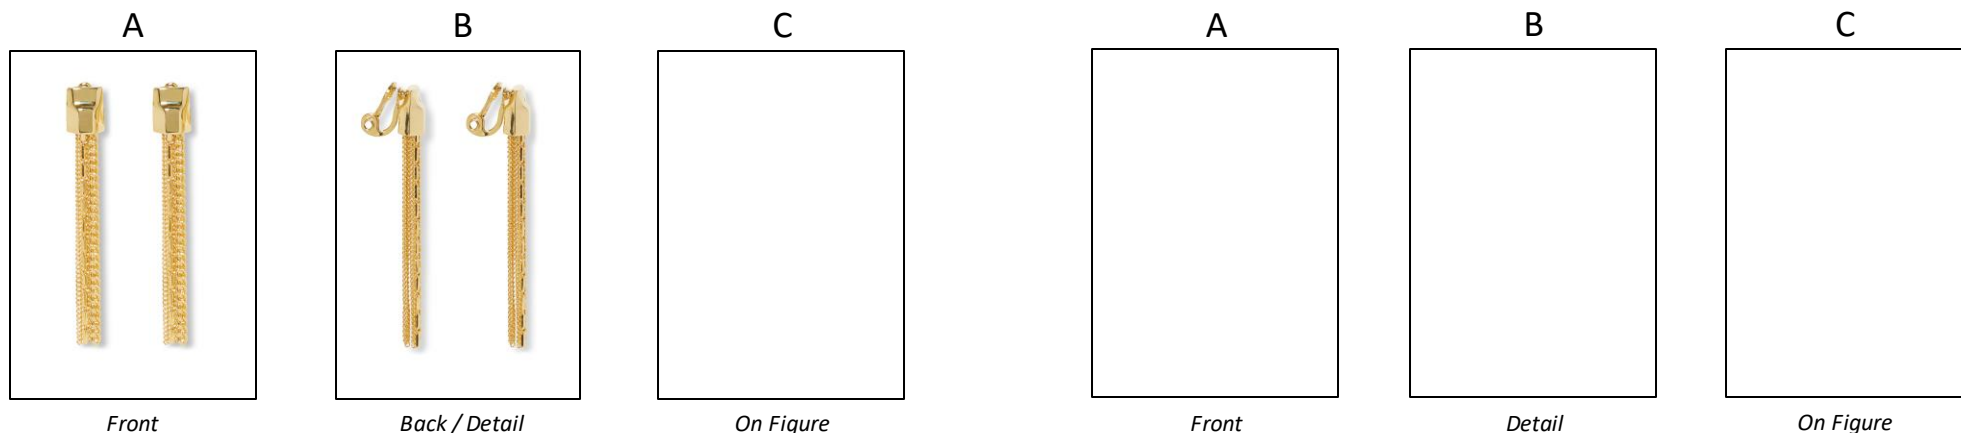 A B C A B C
Front Back / Detail On Figure Front Detail On Figure